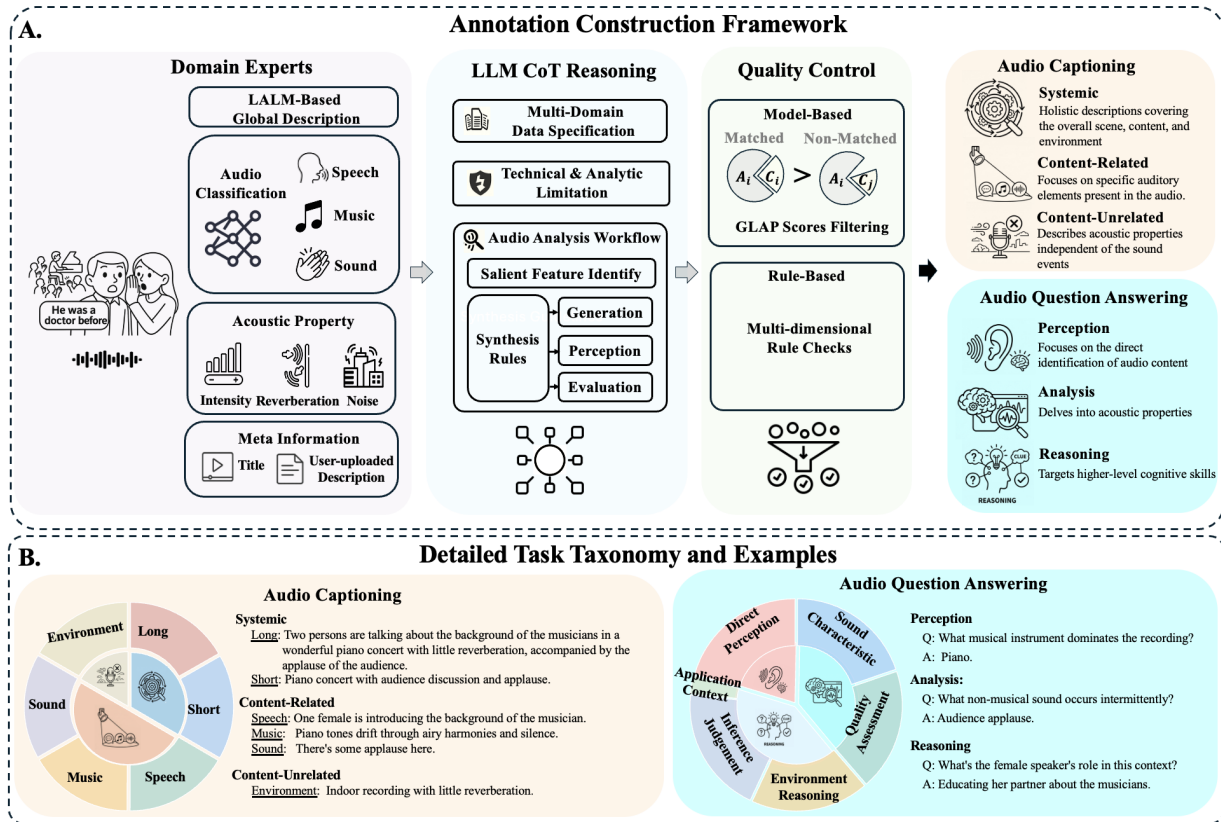 A.
Annotation Construction Framework
Domain Experts
LALM-Based
Global Description
Audio
Classification
Speech
Music
Sound
He was a
doctor before
Acoustic Property
Intensity
Reverberation
Noise
Meta Information
Title
User-uploaded
Description
LLM CoT Reasoning
Multi-Domain
Data Specification
Technical & Analytic
Limitation
Audio Analysis Workflow
Salient Feature Identify
Synthesis
Rules
Generation
Perception
Evaluation
Quality Control
Model-Based
Matched
Non-Matched
Ai Ci > Ai Cj
GLAP Scores Filtering
Rule-Based
Multi-dimensional
Rule Checks
Audio Captioning
Systemic
Holistic descriptions covering
the overall scene, content, and
environment
Content-Related
Focuses on specific auditory
elements present in the audio.
Content-Unrelated
Describes acoustic properties
independent of the sound
events
Audio Question Answering
Perception
Focuses on the direct
identification of audio content
Analysis
Delves into acoustic properties
Reasoning
Targets higher-level cognitive skills
CLUE
REASONING
B.
Detailed Task Taxonomy and Examples
Audio Captioning
Environment
Long
Sound
Short
Music
Speech
Systemic
Long: Two persons are talking about the background of the musicians in a
wonderful piano concert with little reverberation, accompanied by the
applause of the audience.
Short: Piano concert with audience discussion and applause.
Content-Related
Speech: One female is introducing the background of the musician.
Music: Piano tones drift through airy harmonies and silence.
Sound: There's some applause here.
Content-Unrelated
Environment: Indoor recording with little reverberation.
Audio Question Answering
Direct
Perception
Sound
Characteristic
Application
Context
Quality
Assessment
Inference
Judgement
Environment
Reasoning
REASONING
Perception
Q: What musical instrument dominates the recording?
A: Piano.
Analysis:
Q: What non-musical sound occurs intermittently?
A: Audience applause.
Reasoning
Q: What's the female speaker's role in this context?
A: Educating her partner about the musicians.